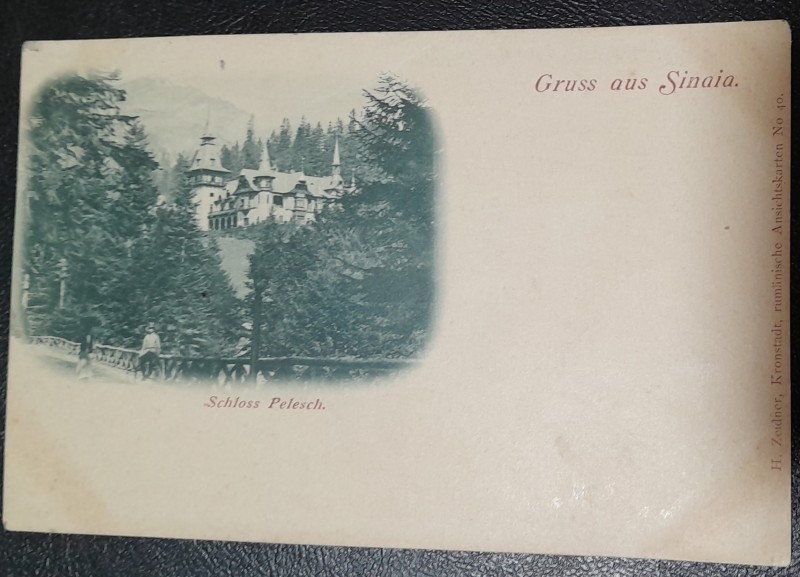 Gruss aus Sinaia.
Schloss Pelesch.
H. Zeidner, Kronstadt, rumänische Ansichtskarten No 40.